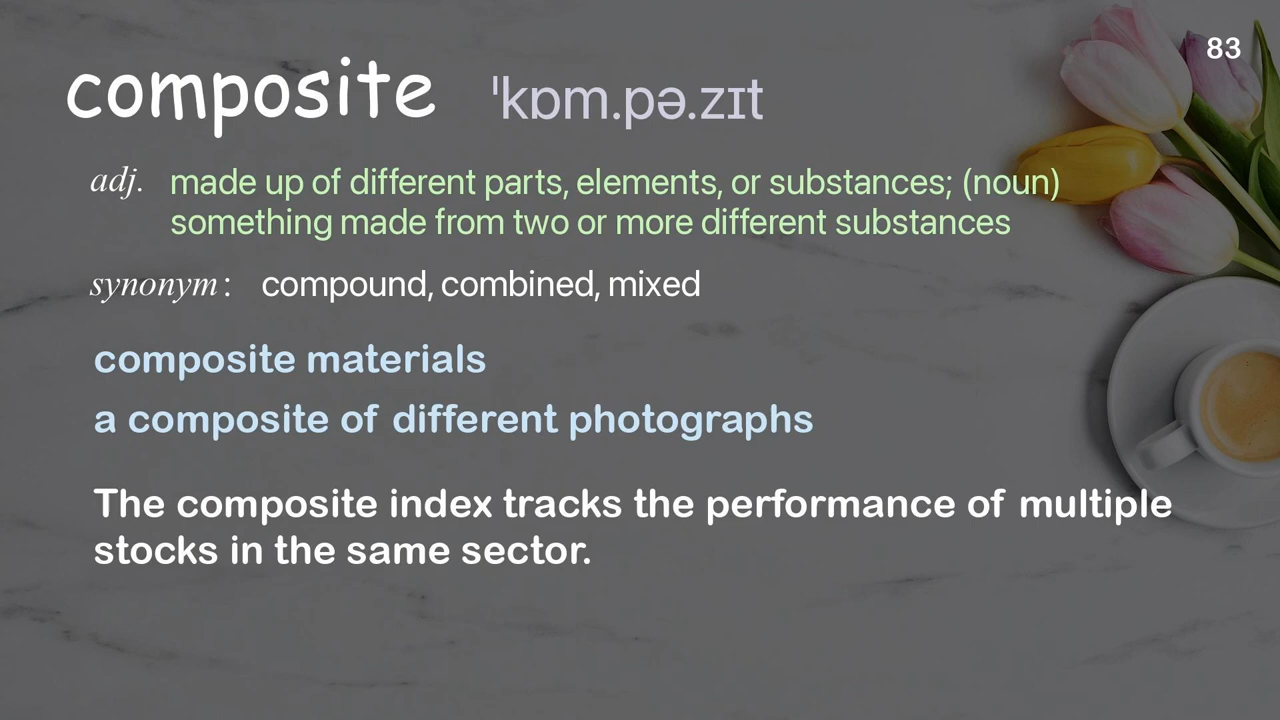 83
composite ˈkɒm.pə.zɪt
adj. made up of different parts, elements, or substances; (noun)
something made from two or more different substances
synonym: compound, combined, mixed
composite materials
a composite of different photographs
The composite index tracks the performance of multiple
stocks in the same sector.